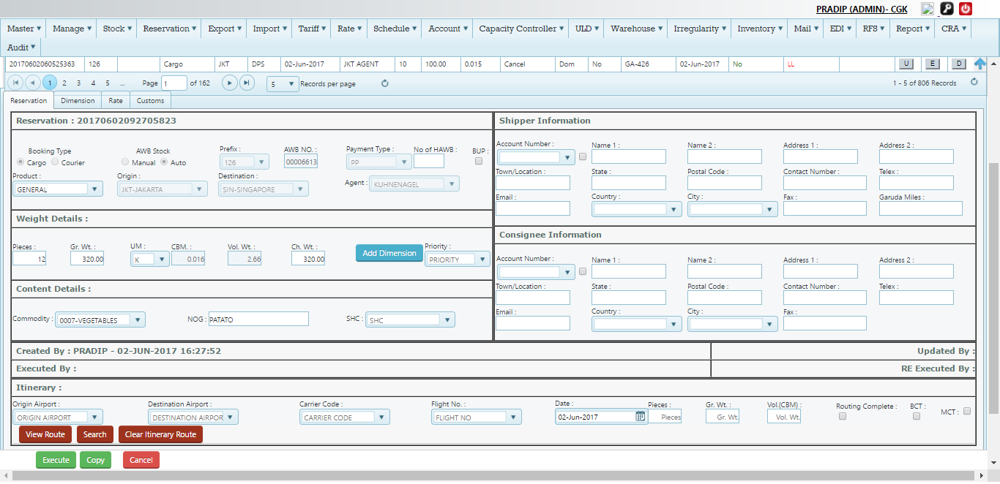 PRADIP (ADMIN)- CGK
Master Manage Stock Reservation Export Import Tariff Rate Schedule Account Capacity Controller ULD Warehouse Irregularity Inventory Mail EDI RFS Report CRA
Audit
20170602060525363 126 Cargo JKT DPS 02-Jun-2017 JKT AGENT 10 100.00 0.015 Cancel Dom No GA-426 02-Jun-2017 No LL U E D
1 2 3 4 5 ... Page 1 of 162 5 Records per page 1 - 5 of 806 Records
Reservation Dimension Rate Customs
Reservation : 20170602092705823
Booking Type AWB Stock Prefix : AWB NO. : Payment Type : No of HAWB : BUP :
Cargo Courier Manual Auto 126 00006613 PP
Product : Origin : Destination : Agent : KUHNENAGEL
GENERAL JKT-JAKARTA SIN-SINGAPORE
Weight Details :
Pieces : Gr. Wt. : UM : CBM. : Vol. Wt. : Ch. Wt. : Add Dimension Priority :
12 320.00 K 0.016 2.66 320.00 PRIORITY
Content Details :
Commodity : 0007-VEGETABLES NOG : PATATO SHC : SHC
Shipper Information
Account Number : Name 1 : Name 2 : Address 1 : Address 2 :
Town/Location : State : Postal Code : Contact Number : Telex :
Email : Country : City : Fax : Garuda Miles :
Consignee Information
Account Number : Name 1 : Name 2 : Address 1 : Address 2 :
Town/Location : State : Postal Code : Contact Number : Telex :
Email : Country : City : Fax :
Created By : PRADIP - 02-JUN-2017 16:27:52 Updated By :
Executed By : RE Executed By :
Itinerary :
Origin Airport : Destination Airport : Carrier Code : Flight No. : Date : Pieces : Gr. Wt. : Vol.(CBM) : Routing Complete : BCT : MCT :
ORIGIN AIRPORT DESTINATION AIRPOR CARRIER CODE FLIGHT NO 02-Jun-2017 Pieces Gr. Wt. Vol. Wt.
View Route Search Clear Itinerary Route
Execute Copy Cancel